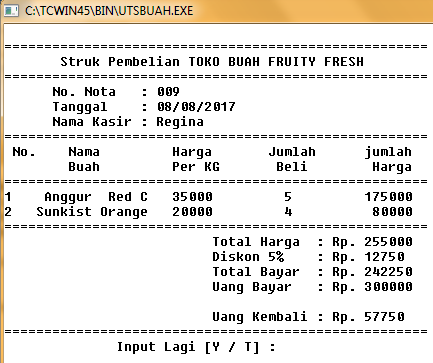 C:\TCWIN45\BIN\UTSBUAH.EXE
=====================================================
Struk Pembelian TOKO BUAH FRUITY FRESH
=====================================================
No. Nota : 009
Tanggal : 08/08/2017
Nama Kasir : Regina
=====================================================
No. Nama Harga Jumlah jumlah
Buah Per KG Beli Harga
=====================================================
1 Anggur Red C 35000 5 175000
2 Sunkist Orange 20000 4 80000
=====================================================
Total Harga : Rp. 255000
Diskon 5% : Rp. 12750
Total Bayar : Rp. 242250
Uang Bayar : Rp. 300000
Uang Kembali : Rp. 57750
=====================================================
Input Lagi [Y / T] :